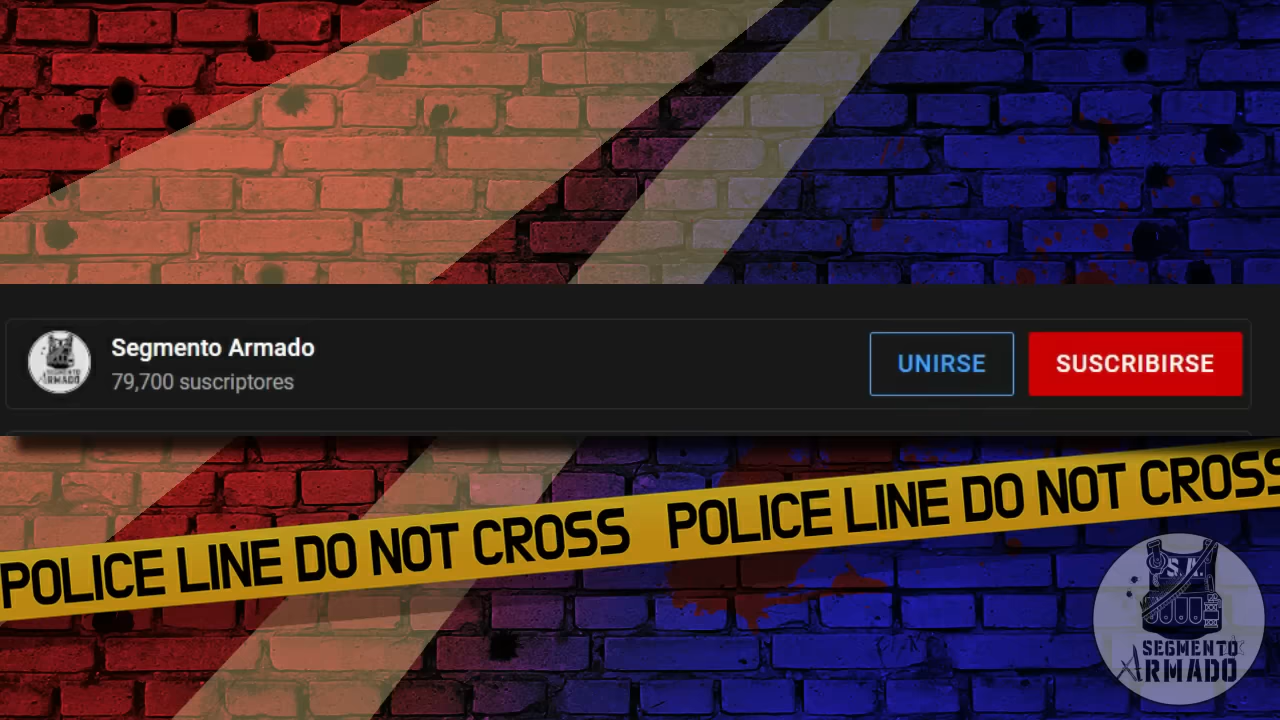 Segmento Armado
79,700 suscriptores
UNIRSE
SUSCRIBIRSE
POLICE LINE DO NOT CROSS POLICE LINE DO NOT CROSS
S.A.
SEGMENTO
ARMADO